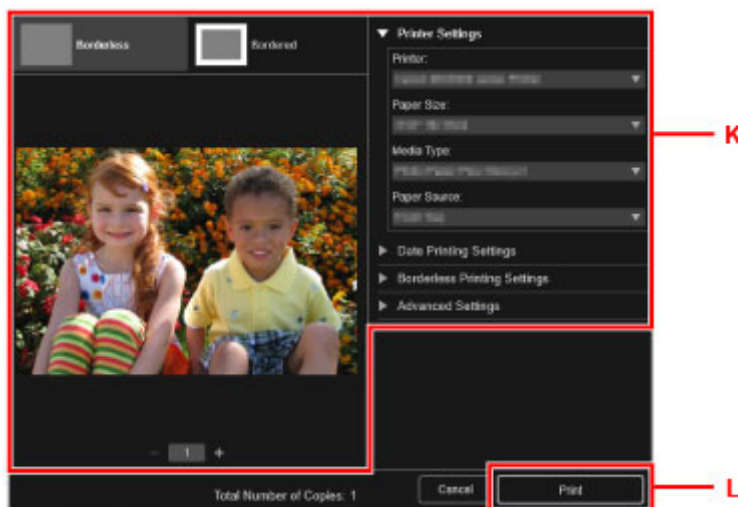 Borderless
Bordered
Printer Settings
Printer:
Paper Size:
Media Type:
Paper Source:
Date Printing Settings
Borderless Printing Settings
Advanced Settings
K
1
Total Number of Copies: 1
Cancel
Print
L